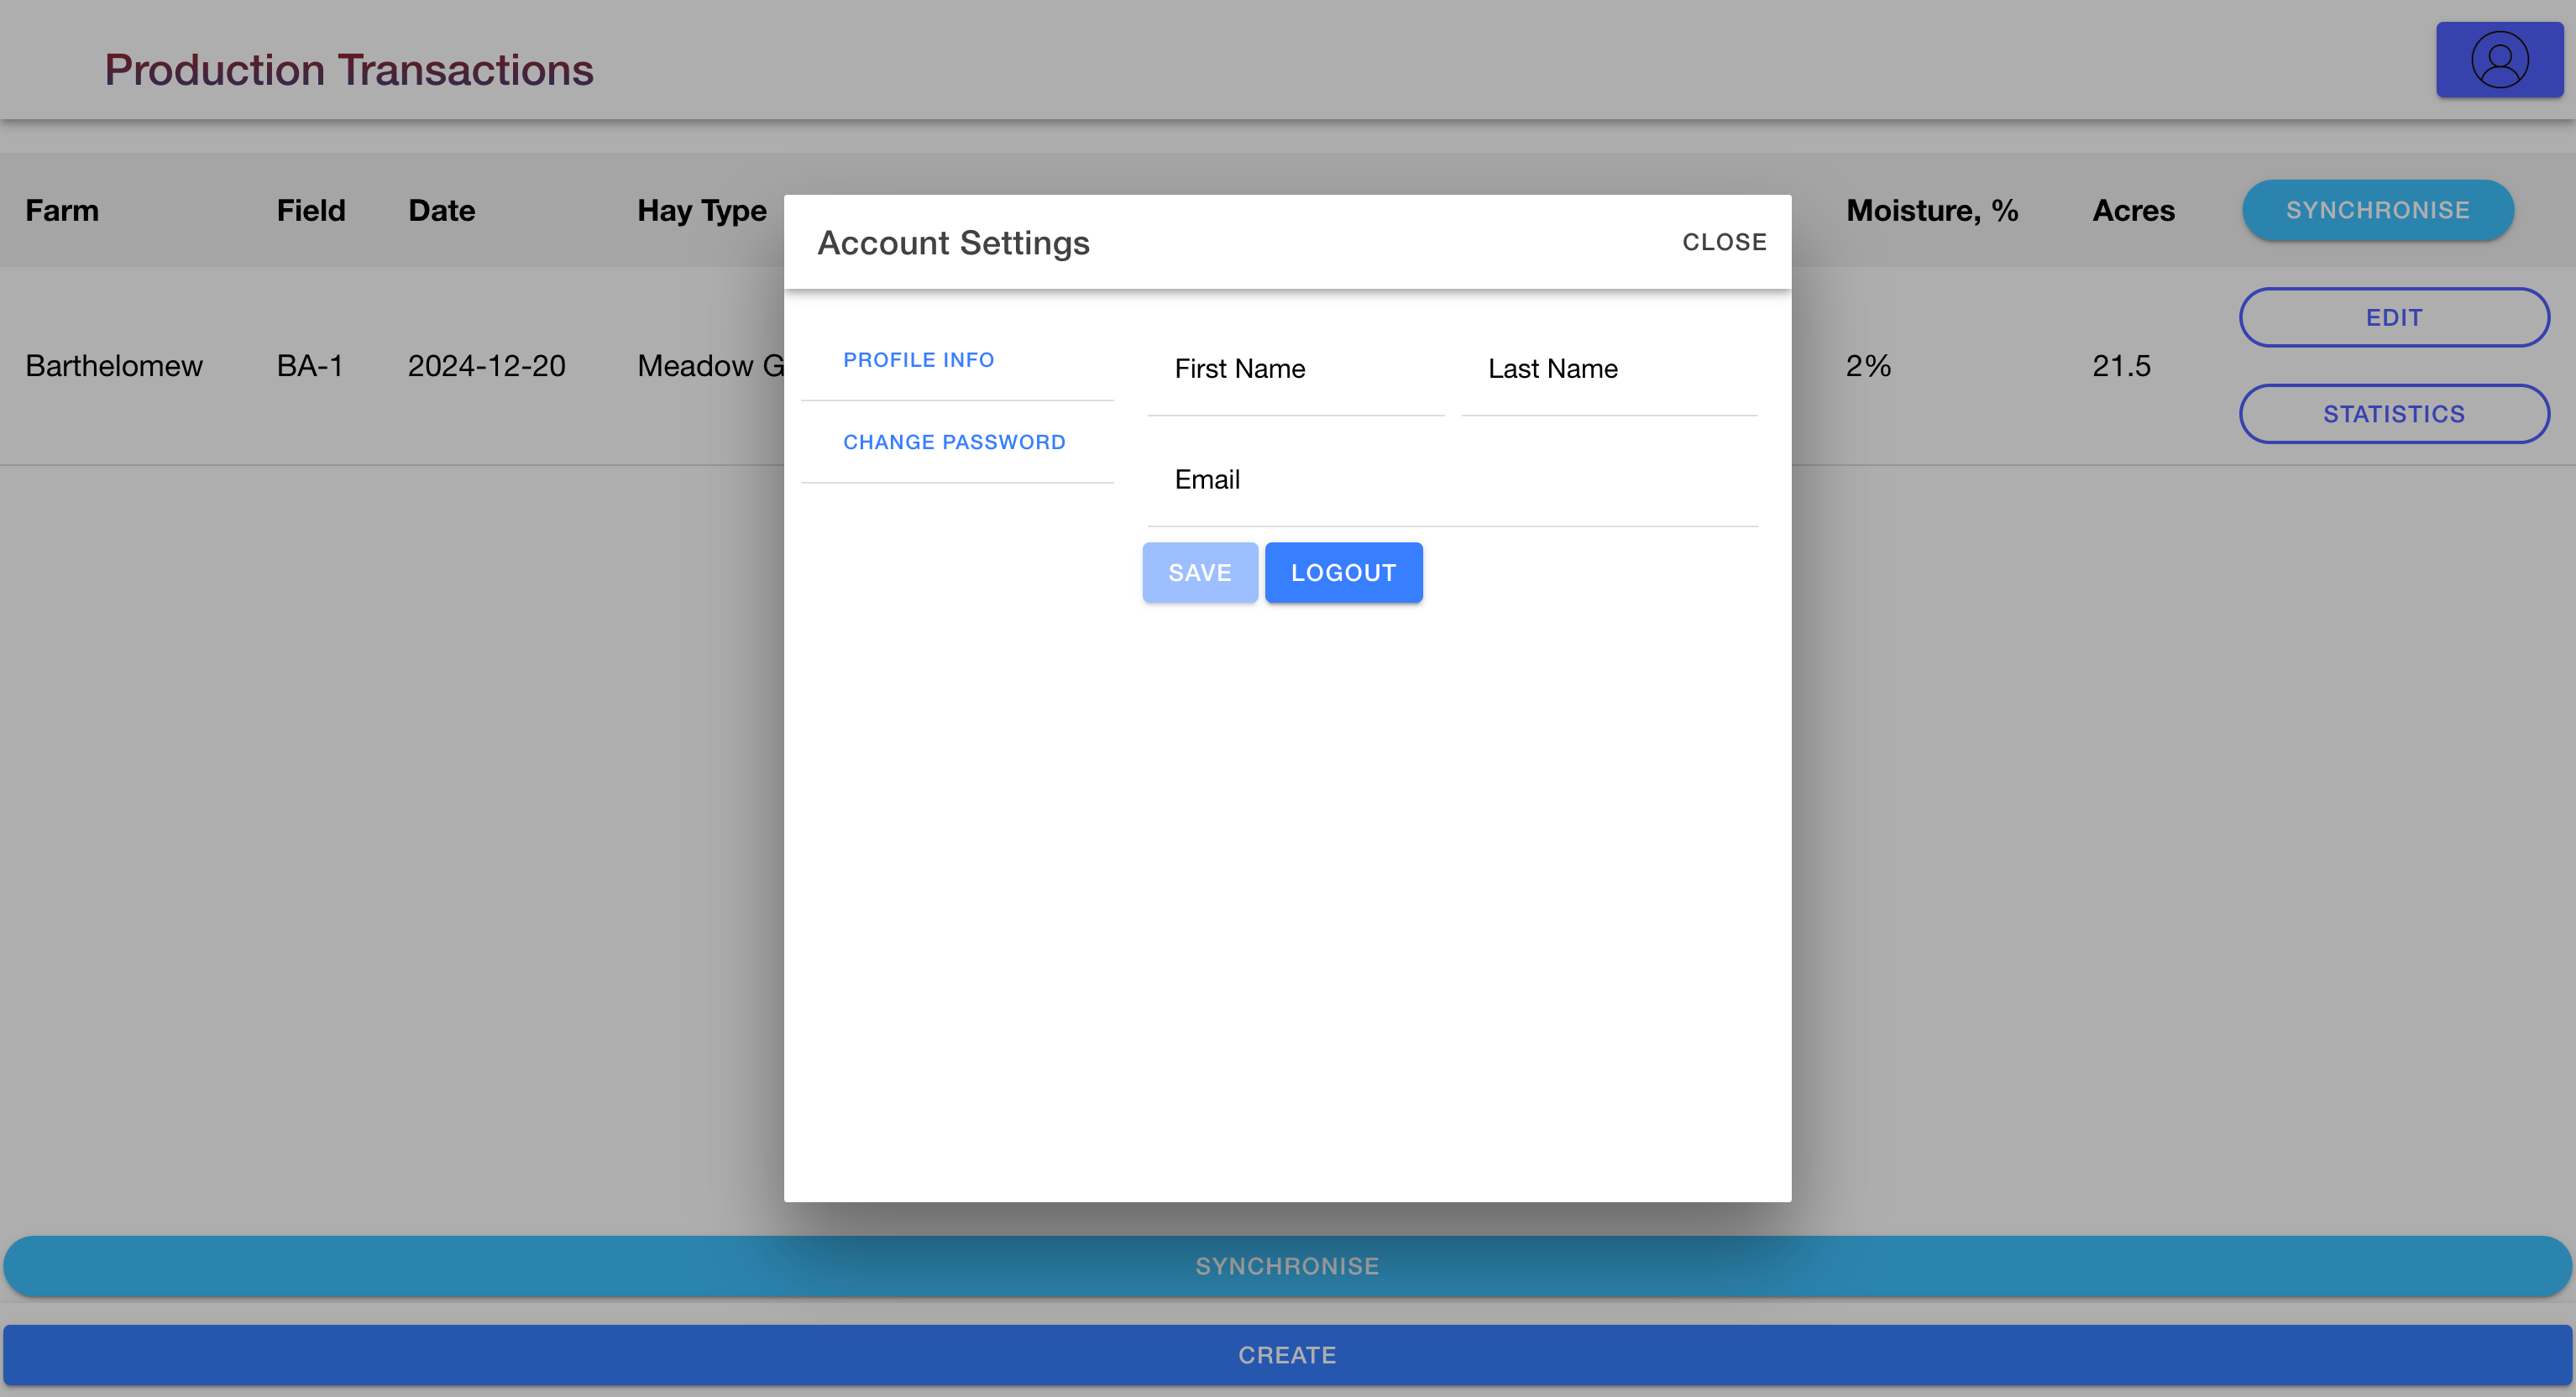 Production Transactions
Farm Field Date Hay Type Moisture, % Acres SYNCHRONISE
Barthelomew BA-1 2024-12-20 Meadow G 2% 21.5 EDIT
STATISTICS
Account Settings CLOSE
PROFILE INFO
CHANGE PASSWORD
First Name Last Name
Email
SAVE LOGOUT
SYNCHRONISE
CREATE